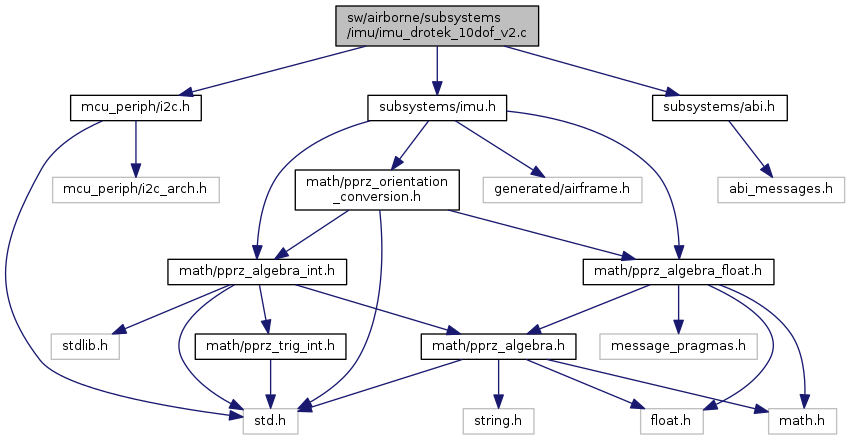 sw/airborne/subsystems
/imu/imu_drotek_10dof_v2.c
mcu_periph/i2c.h
subsystems/imu.h
subsystems/abi.h
mcu_periph/i2c_arch.h
math/pprz_orientation
_conversion.h
generated/airframe.h
abi_messages.h
math/pprz_algebra_int.h
math/pprz_algebra_float.h
stdlib.h
math/pprz_trig_int.h
math/pprz_algebra.h
message_pragmas.h
std.h
string.h
float.h
math.h